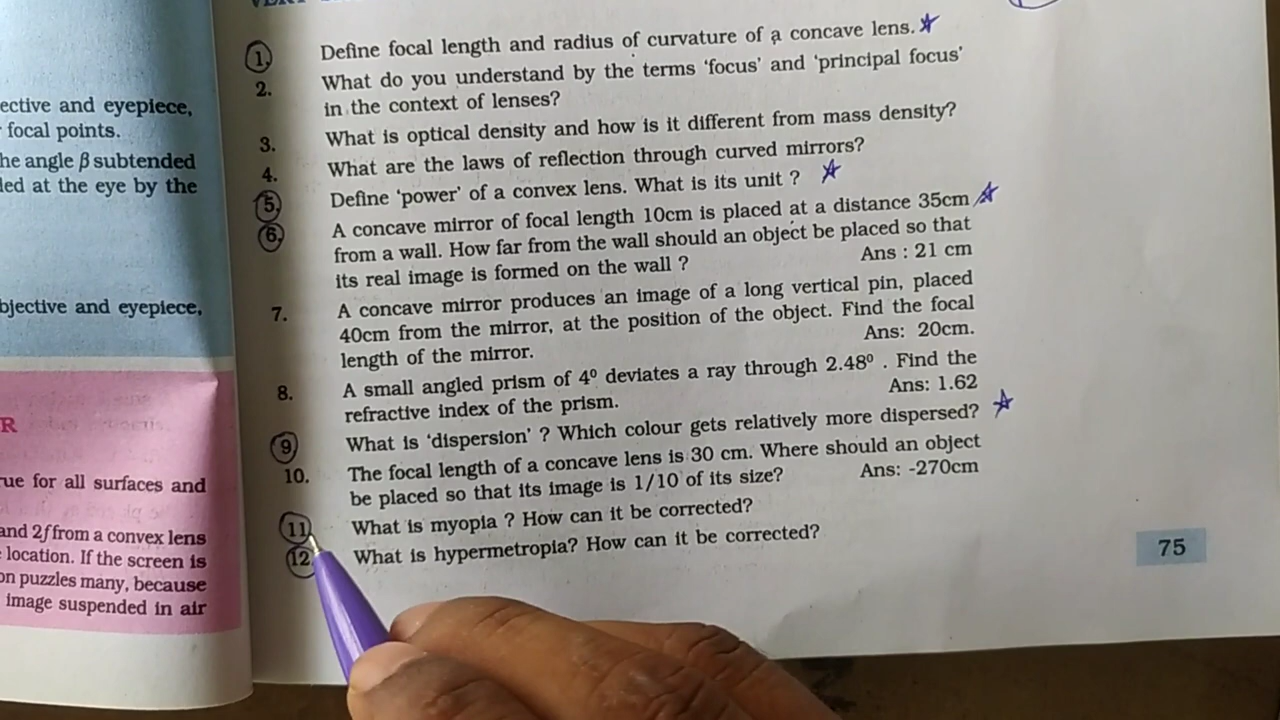 ective and eyepiece,
focal points.
he angle β subtended
led at the eye by the
bjective and eyepiece,
R
rue for all surfaces and
and 2f from a convex lens
location. If the screen is
on puzzles many, because
image suspended in air
1. Define focal length and radius of curvature of a concave lens.
2. What do you understand by the terms 'focus' and 'principal focus'
in the context of lenses?
3. What is optical density and how is it different from mass density?
4. What are the laws of reflection through curved mirrors?
5. Define 'power' of a convex lens. What is its unit ?
6. A concave mirror of focal length 10cm is placed at a distance 35cm
from a wall. How far from the wall should an object be placed so that
its real image is formed on the wall ? Ans : 21 cm
7. A concave mirror produces an image of a long vertical pin, placed
40cm from the mirror, at the position of the object. Find the focal
length of the mirror. Ans: 20cm.
8. A small angled prism of 4⁰ deviates a ray through 2.48⁰ . Find the
refractive index of the prism. Ans: 1.62
9. What is 'dispersion' ? Which colour gets relatively more dispersed?
10. The focal length of a concave lens is 30 cm. Where should an object
be placed so that its image is 1/10 of its size? Ans: -270cm
11. What is myopia ? How can it be corrected?
12. What is hypermetropia? How can it be corrected?
75